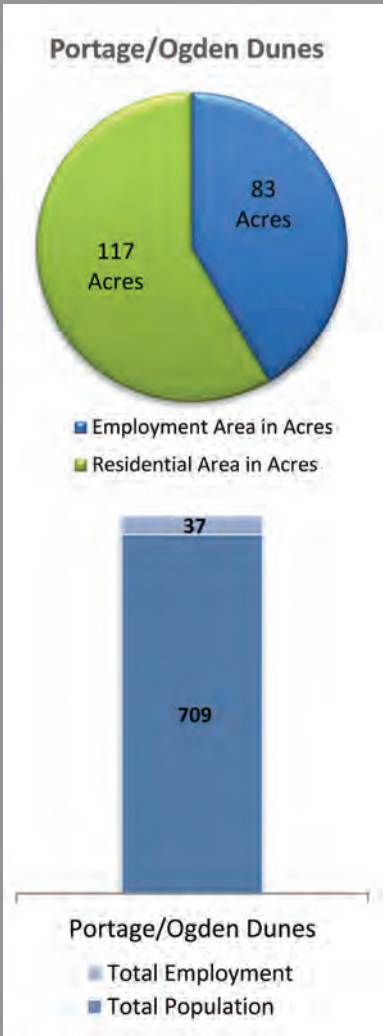 Portage/Ogden Dunes
83
Acres
117
Acres
Employment Area in Acres
Residential Area in Acres
37
709
Portage/Ogden Dunes
Total Employment
Total Population